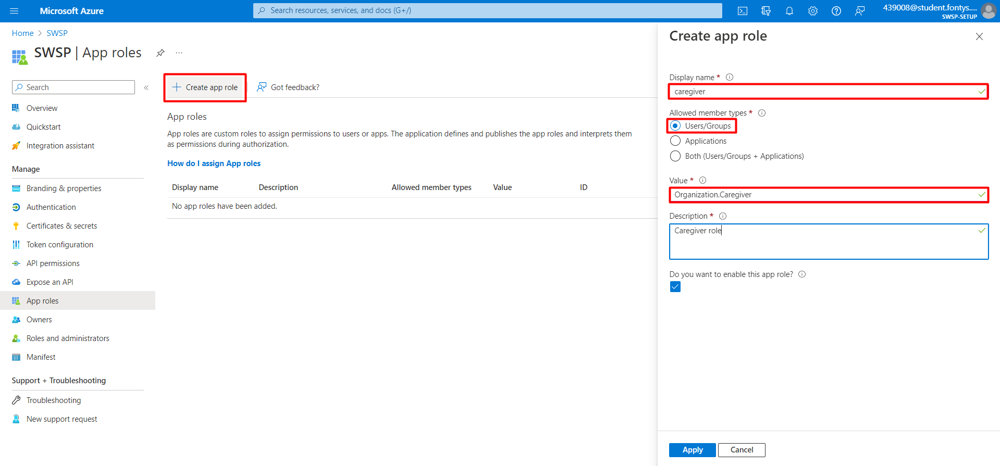 Microsoft Azure
Search resources, services, and docs (G+/)
439008@student.fontys....
SWSP-SETUP
Home > SWSP
SWSP | App roles
...
Search
«
Overview
Quickstart
Integration assistant
Manage
Branding & properties
Authentication
Certificates & secrets
Token configuration
API permissions
Expose an API
App roles
Owners
Roles and administrators
Manifest
Support + Troubleshooting
Troubleshooting
New support request
Create app role
Got feedback?
App roles
App roles are custom roles to assign permissions to users or apps. The application defines and publishes the app roles and interprets them
as permissions during authorization.
How do I assign App roles
Display name Description Allowed member types Value ID
No app roles have been added.
Create app role
Display name *
caregiver
Allowed member types *
Users/Groups
Applications
Both (Users/Groups + Applications)
Value *
Organization.Caregiver
Description *
Caregiver role
Do you want to enable this app role?
Apply Cancel